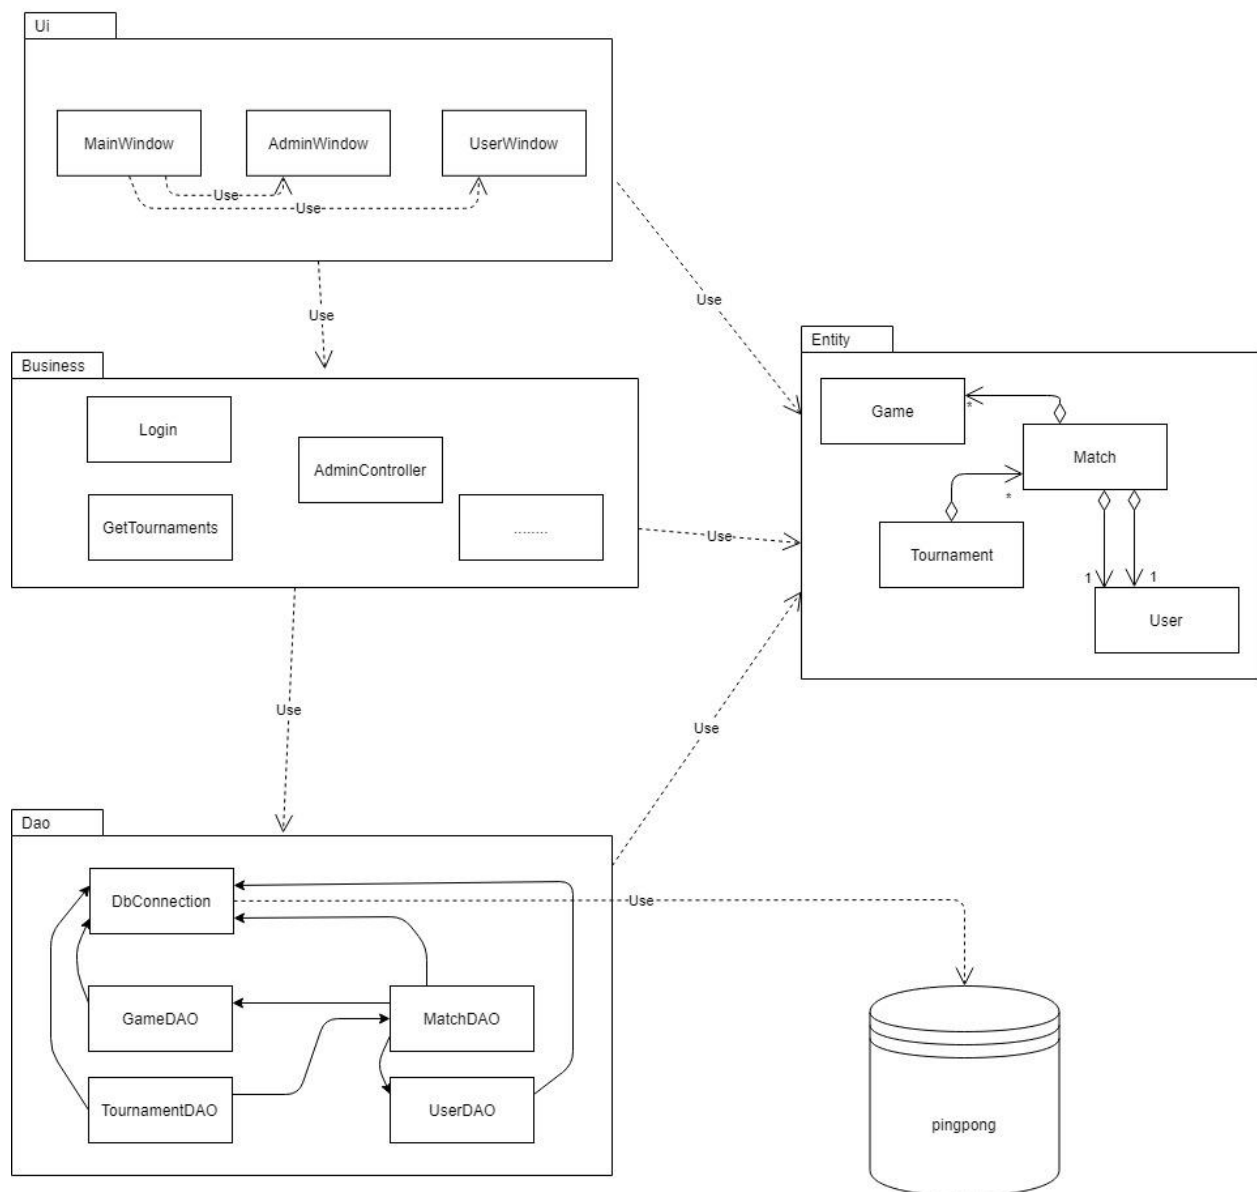 Ui
MainWindow
AdminWindow
UserWindow
Use
Use
Use
Use
Entity
Business
Game
*
Login
AdminController
Match
*
GetTournaments
........
Use
Tournament
1
1
User
Use
Use
Dao
DbConnection
Use
GameDAO
MatchDAO
TournamentDAO
UserDAO
pingpong